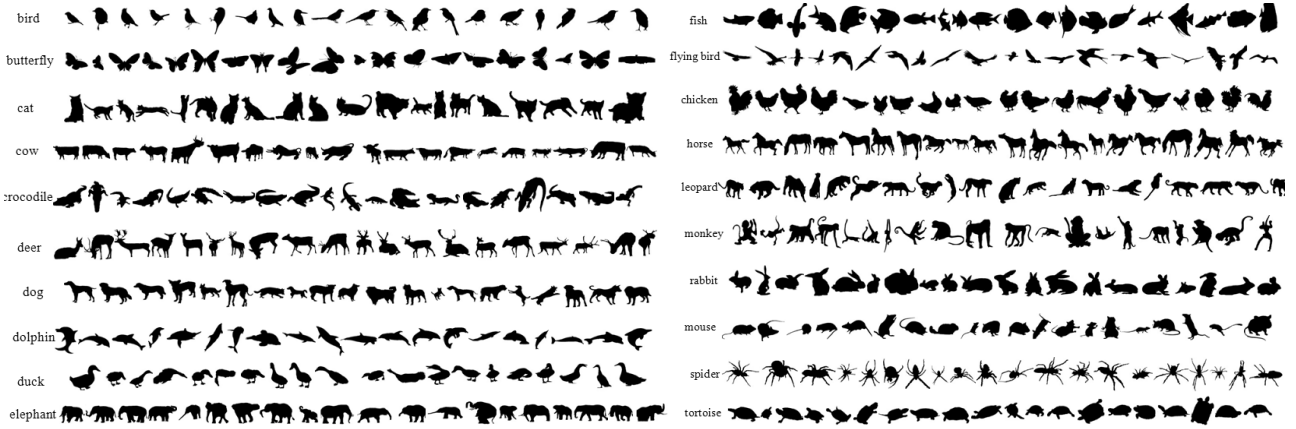 bird
butterfly
cat
cow
crocodile
deer
dog
dolphin
duck
elephant
fish
flying bird
chicken
horse
leopard
monkey
rabbit
mouse
spider
tortoise